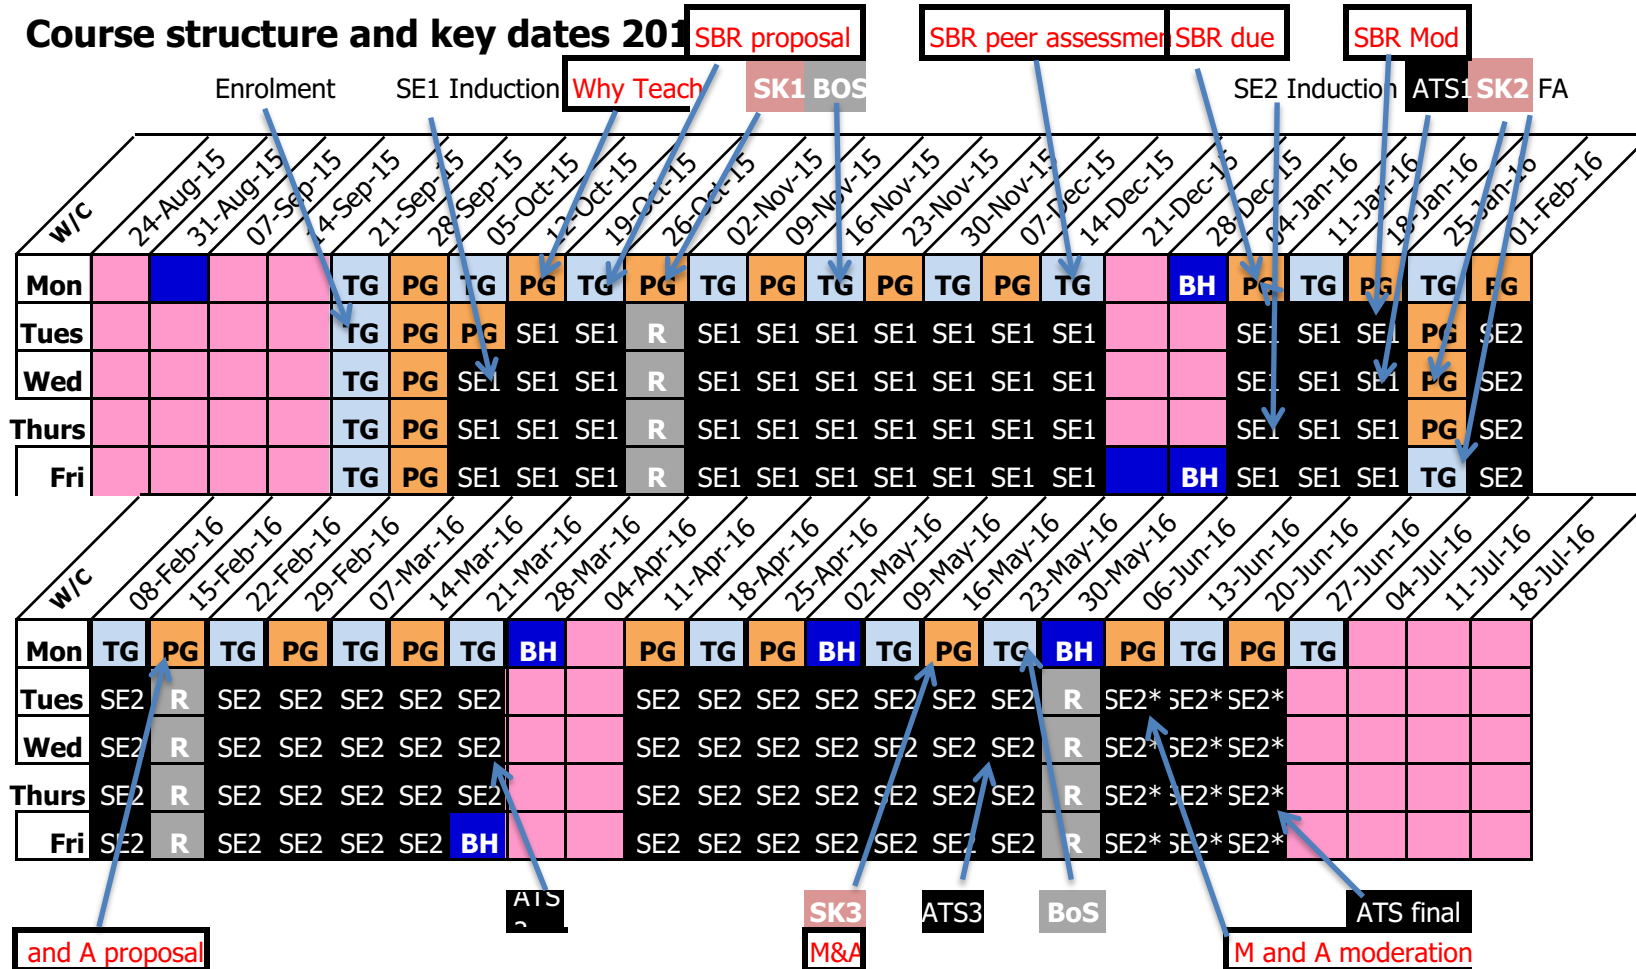 Course structure and key dates 201
SBR proposal
SBR peer assessmen
SBR due
SBR Mod
Enrolment
SE1 Induction
Why Teach
SK1
BOS
SE2 Induction
ATS1
SK2
FA
W/C 24-Aug-15 31-Aug-15 07-Sep-15 14-Sep-15 21-Sep-15 28-Sep-15 05-Oct-15 12-Oct-15 19-Oct-15 26-Oct-15 02-Nov-15 09-Nov-15 16-Nov-15 23-Nov-15 30-Nov-15 07-Dec-15 14-Dec-15 21-Dec-15 28-Dec-15 04-Jan-16 11-Jan-16 18-Jan-16 25-Jan-16 01-Feb-16
Mon TG PG TG PG TG PG TG PG TG PG TG PG TG BH PG TG PG TG PG
Tues TG PG PG SE1 SE1 R SE1 SE1 SE1 SE1 SE1 SE1 SE1 SE1 SE1 SE1 PG SE2
Wed TG PG SE1 SE1 SE1 R SE1 SE1 SE1 SE1 SE1 SE1 SE1 SE1 SE1 SE1 PG SE2
Thurs TG PG SE1 SE1 SE1 R SE1 SE1 SE1 SE1 SE1 SE1 SE1 SE1 SE1 SE1 PG SE2
Fri TG PG SE1 SE1 SE1 R SE1 SE1 SE1 SE1 SE1 SE1 SE1 BH SE1 SE1 SE1 TG SE2
W/C 08-Feb-16 15-Feb-16 22-Feb-16 29-Feb-16 07-Mar-16 14-Mar-16 21-Mar-16 28-Mar-16 04-Apr-16 11-Apr-16 18-Apr-16 25-Apr-16 02-May-16 09-May-16 16-May-16 23-May-16 30-May-16 06-Jun-16 13-Jun-16 20-Jun-16 27-Jun-16 04-Jul-16 11-Jul-16 18-Jul-16
Mon TG PG TG PG TG PG TG BH PG TG PG BH TG PG TG BH PG TG PG TG
Tues SE2 R SE2 SE2 SE2 SE2 SE2 SE2 SE2 SE2 SE2 SE2 SE2 SE2 R SE2* SE2* SE2*
Wed SE2 R SE2 SE2 SE2 SE2 SE2 SE2 SE2 SE2 SE2 SE2 SE2 SE2 R SE2* SE2* SE2*
Thurs SE2 R SE2 SE2 SE2 SE2 SE2 SE2 SE2 SE2 SE2 SE2 SE2 SE2 R SE2* SE2* SE2*
Fri SE2 R SE2 SE2 SE2 SE2 BH SE2 SE2 SE2 SE2 SE2 SE2 SE2 R SE2* SE2* SE2*
ATS
SK3
ATS3
BoS
ATS final
and A proposal
M&A
M and A moderation